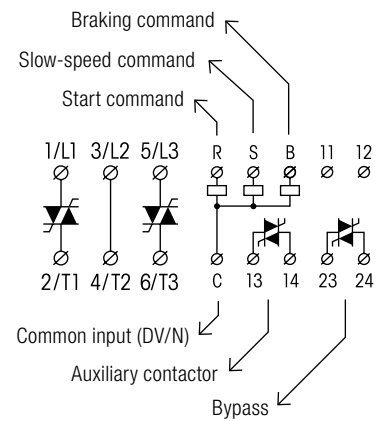 Braking command
Slow-speed command
Start command
1/L1 3/L2 5/L3 R S B 11 12
2/T1 4/T2 6/T3 C 13 14 23 24
Common input (DV/N)
Auxiliary contactor
Bypass